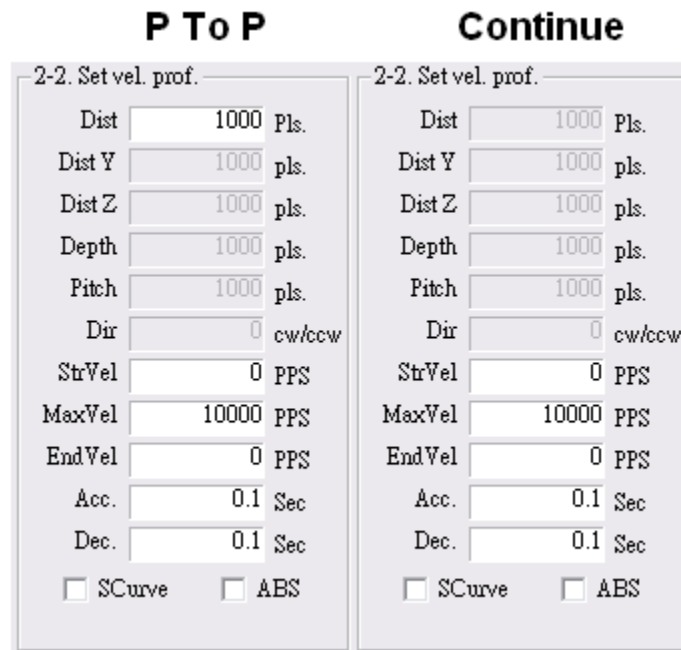 P To P
2-2. Set vel. prof.
Dist 1000 Pls.
Dist Y 1000 pls.
Dist Z 1000 pls.
Depth 1000 pls.
Pitch 1000 pls.
Dir 0 cw/ccw
StrVel 0 PPS
MaxVel 10000 PPS
EndVel 0 PPS
Acc. 0.1 Sec
Dec. 0.1 Sec
SCurve ABS
Continue
2-2. Set vel. prof.
Dist 1000 Pls.
Dist Y 1000 pls.
Dist Z 1000 pls.
Depth 1000 pls.
Pitch 1000 pls.
Dir 0 cw/ccw
StrVel 0 PPS
MaxVel 10000 PPS
EndVel 0 PPS
Acc. 0.1 Sec
Dec. 0.1 Sec
SCurve ABS